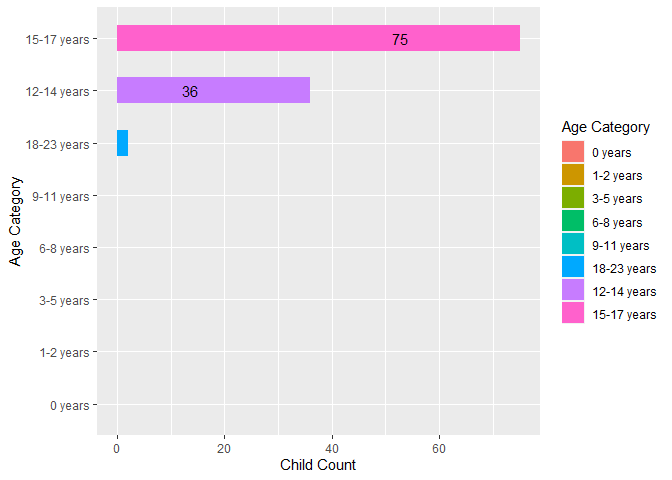 15-17 years
75
12-14 years
36
18-23 years
9-11 years
6-8 years
3-5 years
1-2 years
0 years
0
20
40
60
Child Count
Age Category
Age Category
0 years
1-2 years
3-5 years
6-8 years
9-11 years
18-23 years
12-14 years
15-17 years